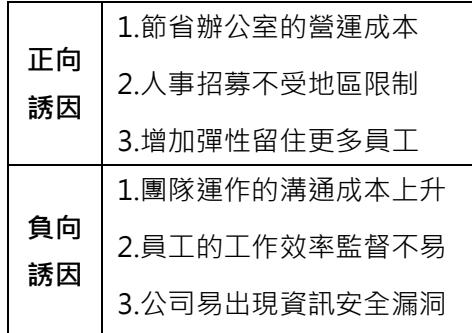 正向
誘因
1.節省辦公室的營運成本
2.人事招募不受地區限制
3.增加彈性留住更多員工
負向
誘因
1.團隊運作的溝通成本上升
2.員工的工作效率監督不易
3.公司易出現資訊安全漏洞